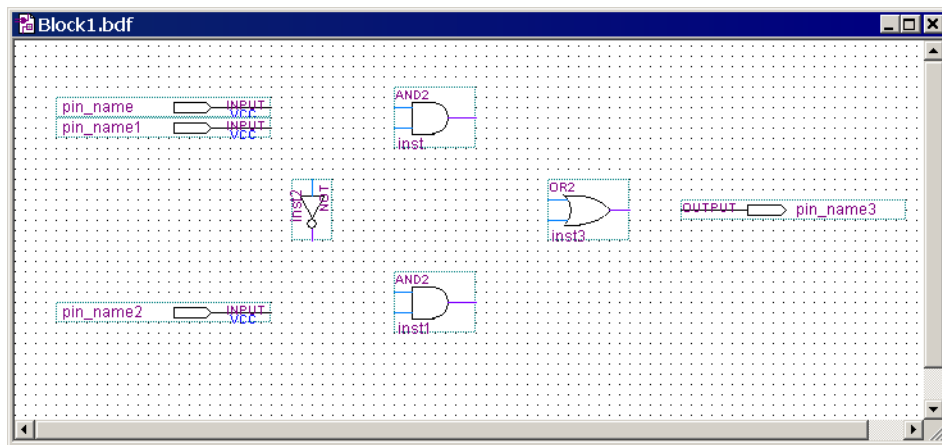 Block1.bdf
pin_name INPUT
VCC
pin_name1 INPUT
VCC
AND2
inst
inst2
NOT
OR2
inst3
OUTPUT pin_name3
AND2
inst1
pin_name2 INPUT
VCC